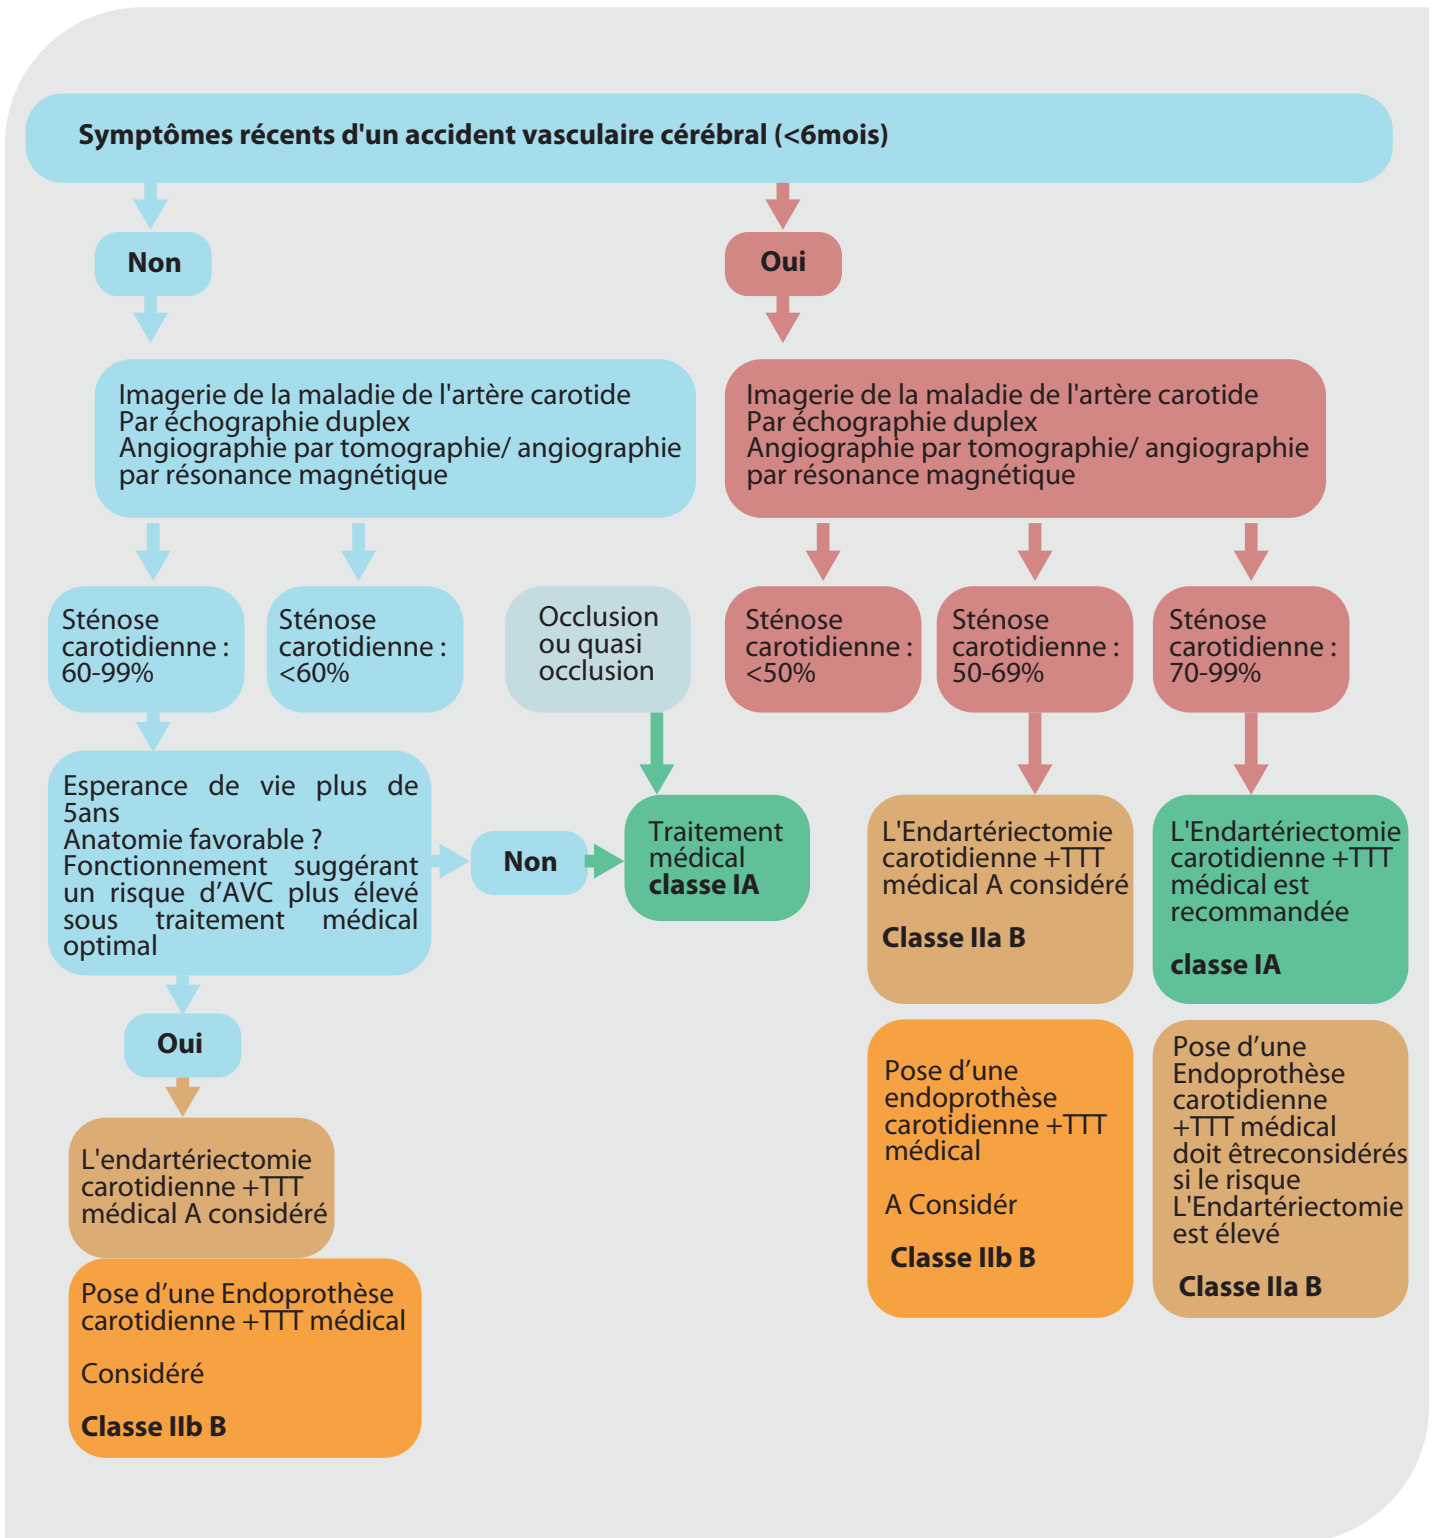 Symptômes récents d'un accident vasculaire cérébral (<6mois)
Non
Oui
Imagerie de la maladie de l'artère carotide
Par échographie duplex
Angiographie par tomographie/ angiographie
par résonance magnétique
Imagerie de la maladie de l'artère carotide
Par échographie duplex
Angiographie par tomographie/ angiographie
par résonance magnétique
Sténose
carotidienne :
60-99%
Sténose
carotidienne :
<60%
Occlusion
ou quasi
occlusion
Sténose
carotidienne :
<50%
Sténose
carotidienne :
50-69%
Sténose
carotidienne :
70-99%
Esperance de vie plus de
5ans
Anatomie favorable ?
Fonctionnement suggérant
un risque d’AVC plus élevé
sous traitement médical
optimal
Non
Traitement
médical
classe IA
L'Endartériectomie
carotidienne +TTT
médical A considéré
Classe IIa B
L'Endartériectomie
carotidienne +TTT
médical est
recommandée
classe IA
Oui
Pose d’une
endoprothèse
carotidienne +TTT
médical
A Considér
Classe IIb B
Pose d’une
Endoprothèse
carotidienne
+TTT médical
doit êtreconsidérés
si le risque
L'Endartériectomie
est élevé
Classe IIa B
L'endartériectomie
carotidienne +TTT
médical A considéré
Pose d’une Endoprothèse
carotidienne +TTT médical
Considéré
Classe IIb B